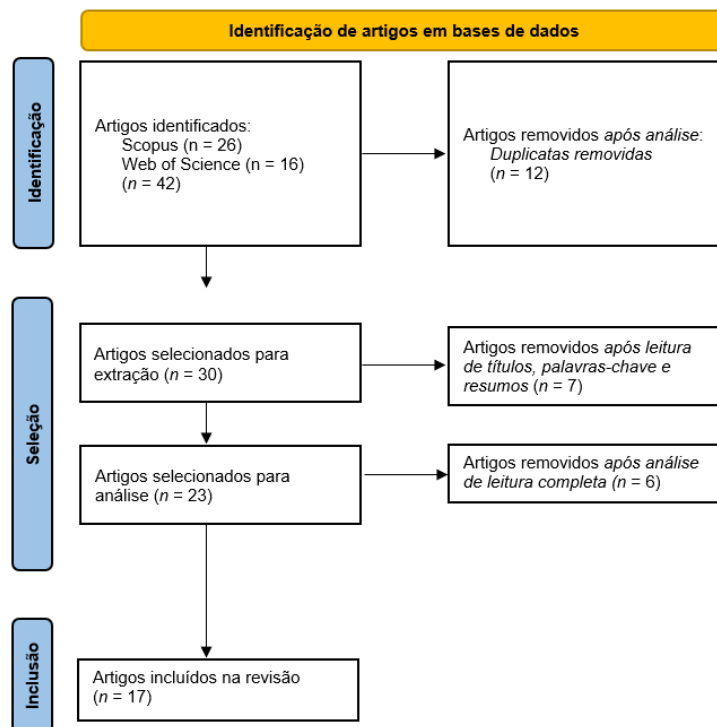 Identificação de artigos em bases de dados
Identificação
Artigos identificados:
Scopus (n = 26)
Web of Science (n = 16)
(n = 42)
Artigos removidos após análise:
Duplicatas removidas
(n = 12)
Seleção
Artigos selecionados para
extração (n = 30)
Artigos removidos após leitura
de títulos, palavras-chave e
resumos (n = 7)
Artigos selecionados para
análise (n = 23)
Artigos removidos após análise
de leitura completa (n = 6)
Inclusão
Artigos incluídos na revisão
(n = 17)